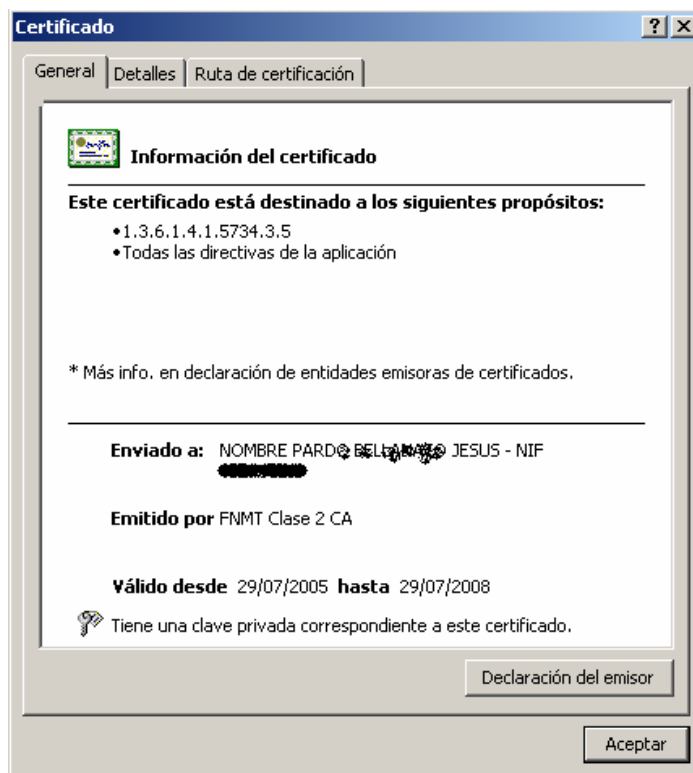 Certificado
General Detalles Ruta de certificación
Información del certificado
Este certificado está destinado a los siguientes propósitos:
•1.3.6.1.4.1.5734.3.5
•Todas las directivas de la aplicación
* Más info. en declaración de entidades emisoras de certificados.
Enviado a: NOMBRE JESUS - NIF
Emitido por FNMT Clase 2 CA
Válido desde 29/07/2005 hasta 29/07/2008
Tiene una clave privada correspondiente a este certificado.
Declaración del emisor
Aceptar